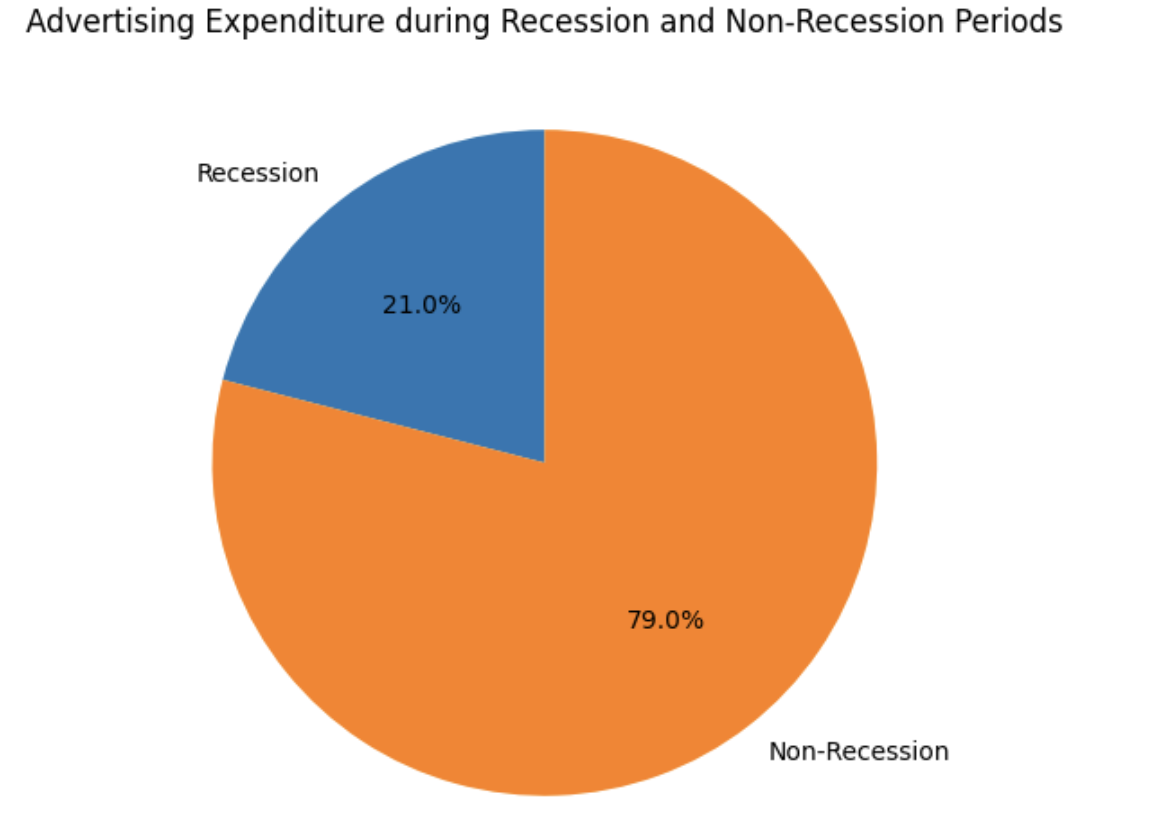 Advertising Expenditure during Recession and Non-Recession Periods
Recession
21.0%
79.0%
Non-Recession